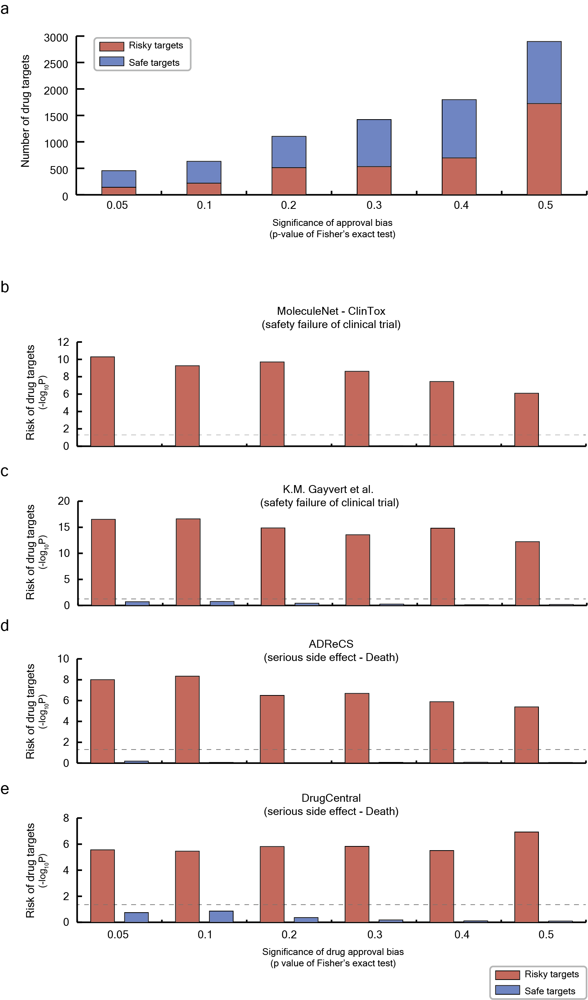 a
3000
2500
2000
1500
1000
500
0
Number of drug targets
Risky targets
Safe targets
0.05 0.1 0.2 0.3 0.4 0.5
Significance of approval bias
(p-value of Fisher’s exact test)
b
MoleculeNet - ClinTox
(safety failure of clinical trial)
12
10
8
6
4
2
0
Risk of drug targets
(-log10P)
c
K.M. Gayvert et al.
(safety failure of clinical trial)
20
15
10
5
0
Risk of drug targets
(-log10P)
d
ADReCS
(serious side effect - Death)
10
8
6
4
2
0
Risk of drug targets
(-log10P)
e
DrugCentral
(serious side effect - Death)
8
6
4
2
0
Risk of drug targets
(-log10P)
0.05 0.1 0.2 0.3 0.4 0.5
Significance of drug approval bias
(p value of Fisher’s exact test)
Risky targets
Safe targets